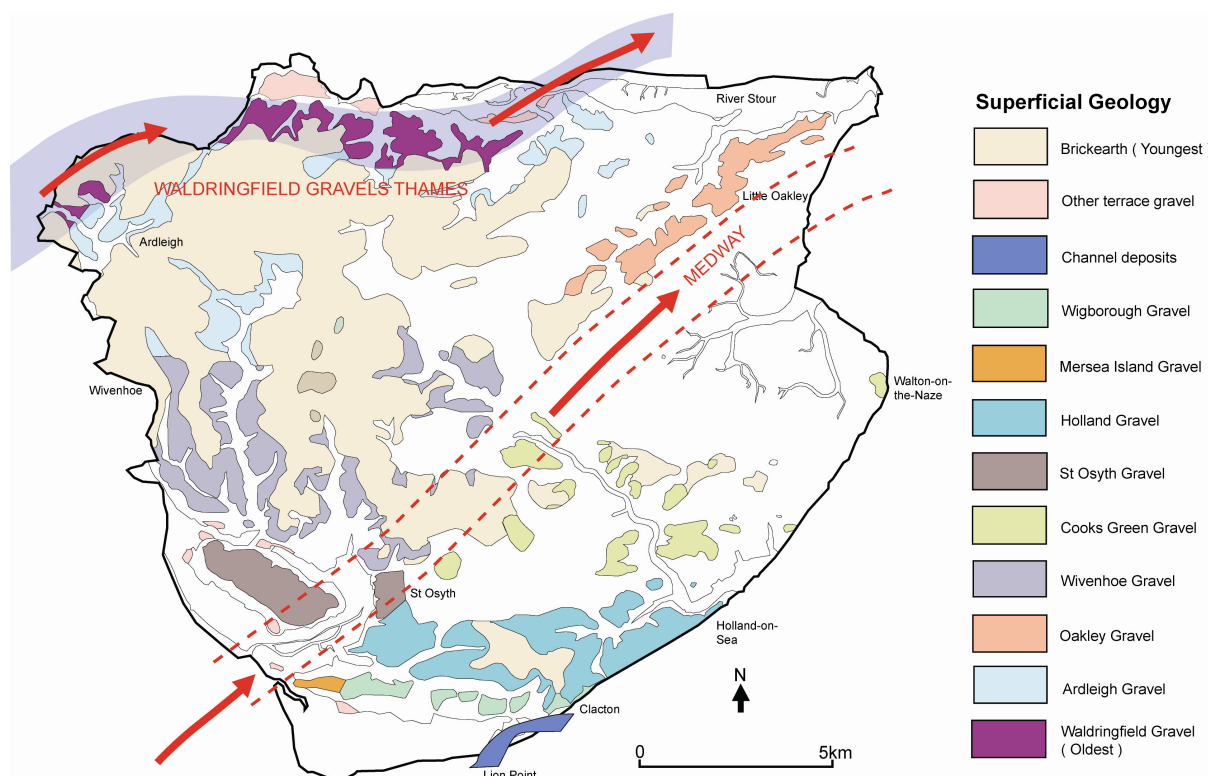 River Stour
WALDRINGFIELD GRAVELS THAMES
Little Oakley
Ardleigh
MEDWAY
Wivenhoe
Walton-on-
the-Naze
St Osyth
Holland-on-
Sea
N
Clacton
0 5km
Lion Point
Superficial Geology
Brickearth ( Youngest )
Other terrace gravel
Channel deposits
Wigborough Gravel
Mersea Island Gravel
Holland Gravel
St Osyth Gravel
Cooks Green Gravel
Wivenhoe Gravel
Oakley Gravel
Ardleigh Gravel
Waldringfield Gravel
( Oldest )